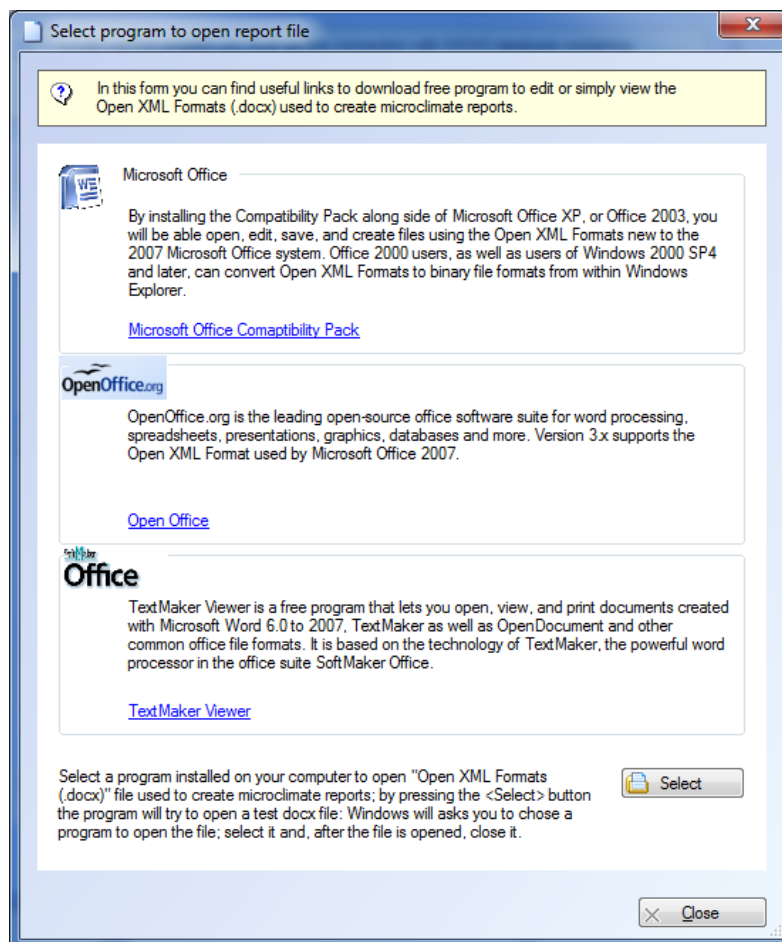 Select program to open report file
In this form you can find useful links to download free program to edit or simply view the
Open XML Formats (.docx) used to create microclimate reports.
Microsoft Office
By installing the Compatibility Pack along side of Microsoft Office XP, or Office 2003, you
will be able open, edit, save, and create files using the Open XML Formats new to the
2007 Microsoft Office system. Office 2000 users, as well as users of Windows 2000 SP4
and later, can convert Open XML Formats to binary file formats from within Windows
Explorer.
Microsoft Office Comaptibility Pack
OpenOffice.org
OpenOffice.org is the leading open-source office software suite for word processing,
spreadsheets, presentations, graphics, databases and more. Version 3.x supports the
Open XML Format used by Microsoft Office 2007.
Open Office
SoftMaker
Office
TextMaker Viewer is a free program that lets you open, view, and print documents created
with Microsoft Word 6.0 to 2007, TextMaker as well as OpenDocument and other
common office file formats. It is based on the technology of TextMaker, the powerful word
processor in the office suite SoftMaker Office.
TextMaker Viewer
Select a program installed on your computer to open "Open XML Formats
(.docx)" file used to create microclimate reports; by pressing the <Select> button
the program will try to open a test docx file: Windows will asks you to chose a
program to open the file; select it and, after the file is opened, close it.
Select
Close